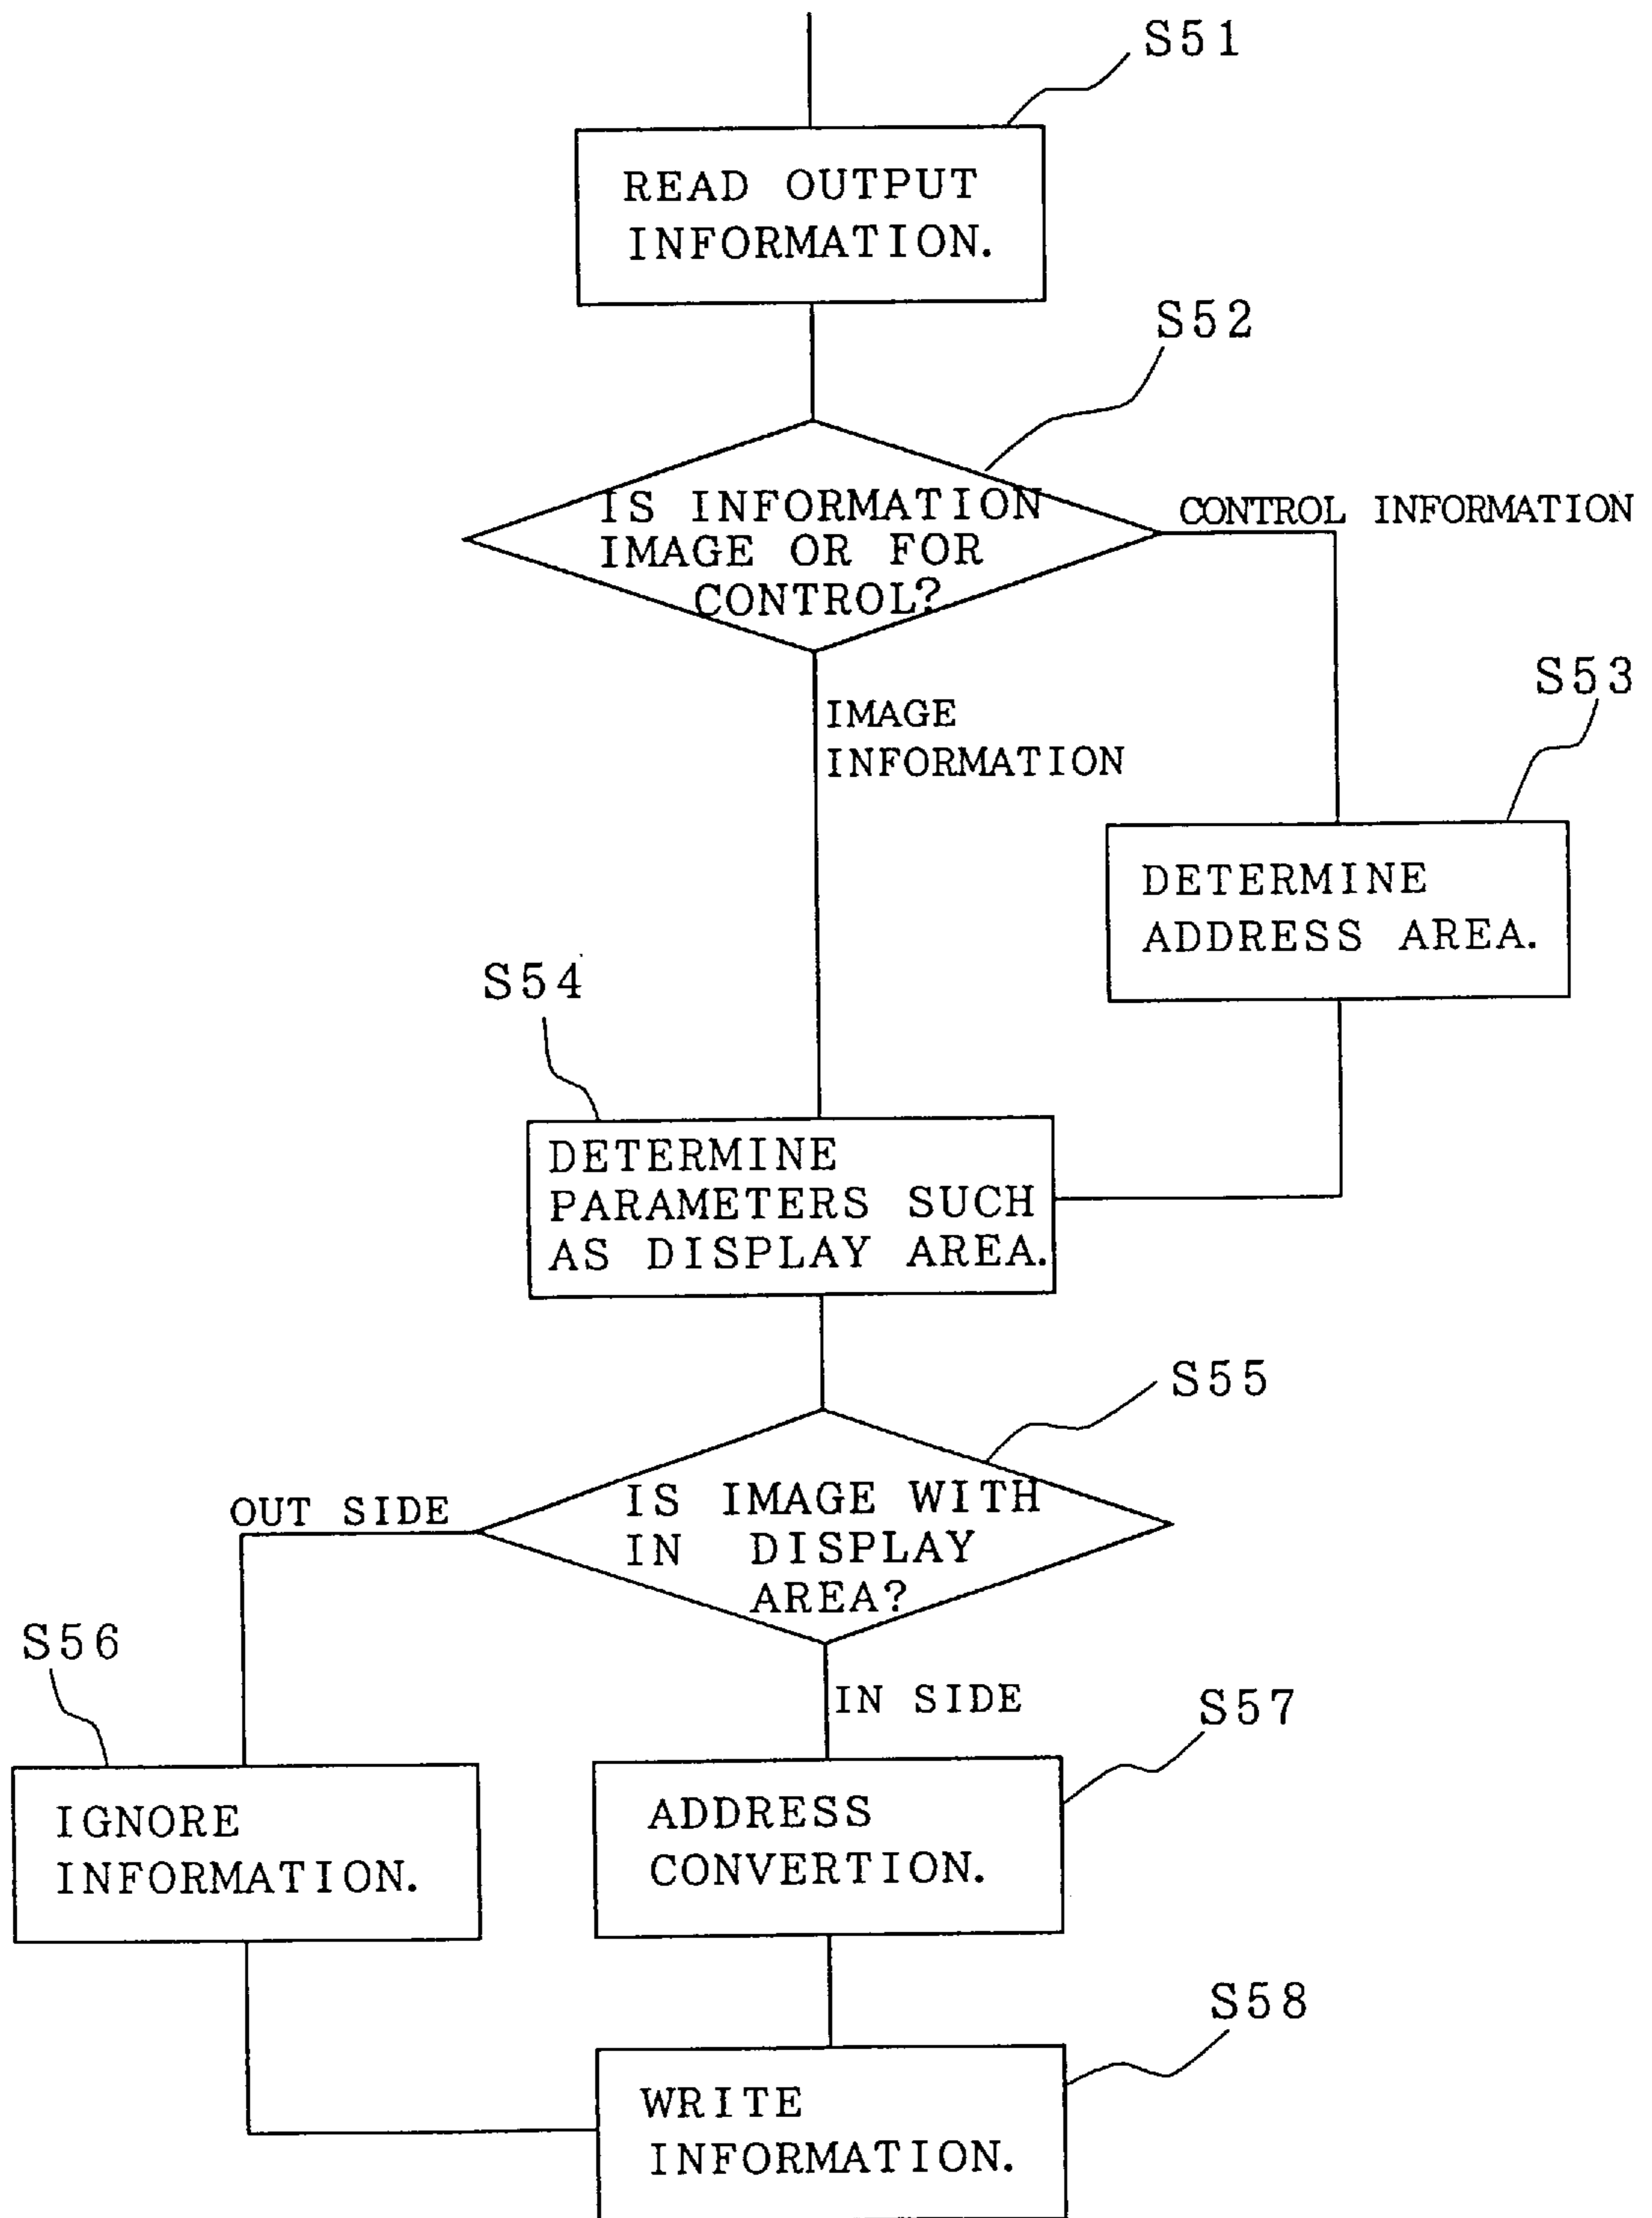 S51
READ OUTPUT
INFORMATION.
S52
IS INFORMATION
IMAGE OR FOR
CONTROL?
CONTROL INFORMATION
IMAGE
INFORMATION
S53
DETERMINE
ADDRESS AREA.
S54
DETERMINE
PARAMETERS SUCH
AS DISPLAY AREA.
S55
IS IMAGE WITH
IN DISPLAY
AREA?
OUT SIDE
IN SIDE
S56
IGNORE
INFORMATION.
S57
ADDRESS
CONVERTION.
S58
WRITE
INFORMATION.